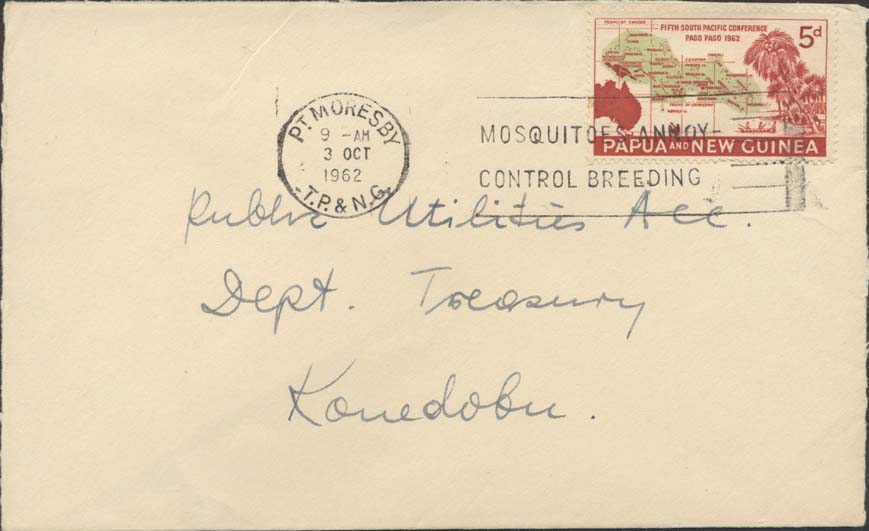 FIFTH SOUTH PACIFIC CONFERENCE
PAGO PAGO 1962
5d
PAPUA AND NEW GUINEA
PT MORESBY
9 -AM
3 OCT
1962
-T.P.& N.G.-
MOSQUITOES ANNOY-
CONTROL BREEDING
Public Utilities Acc.
Dept. Treasury
Konedobu.